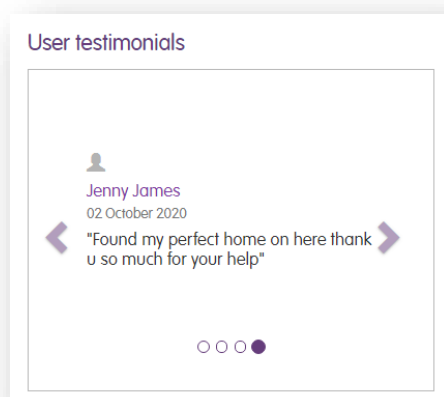 User testimonials
Jenny James
02 October 2020
"Found my perfect home on here thank
u so much for your help"